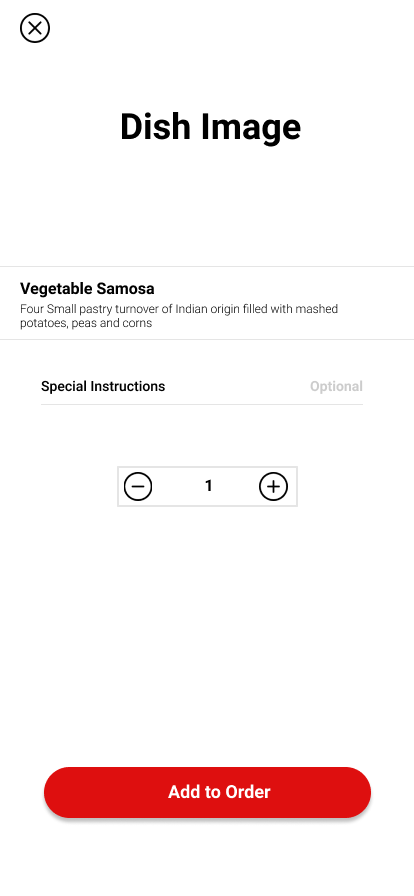 Dish Image
Vegetable Samosa
Four Small pastry turnover of Indian origin filled with mashed
potatoes, peas and corns
Special Instructions Optional
1
Add to Order